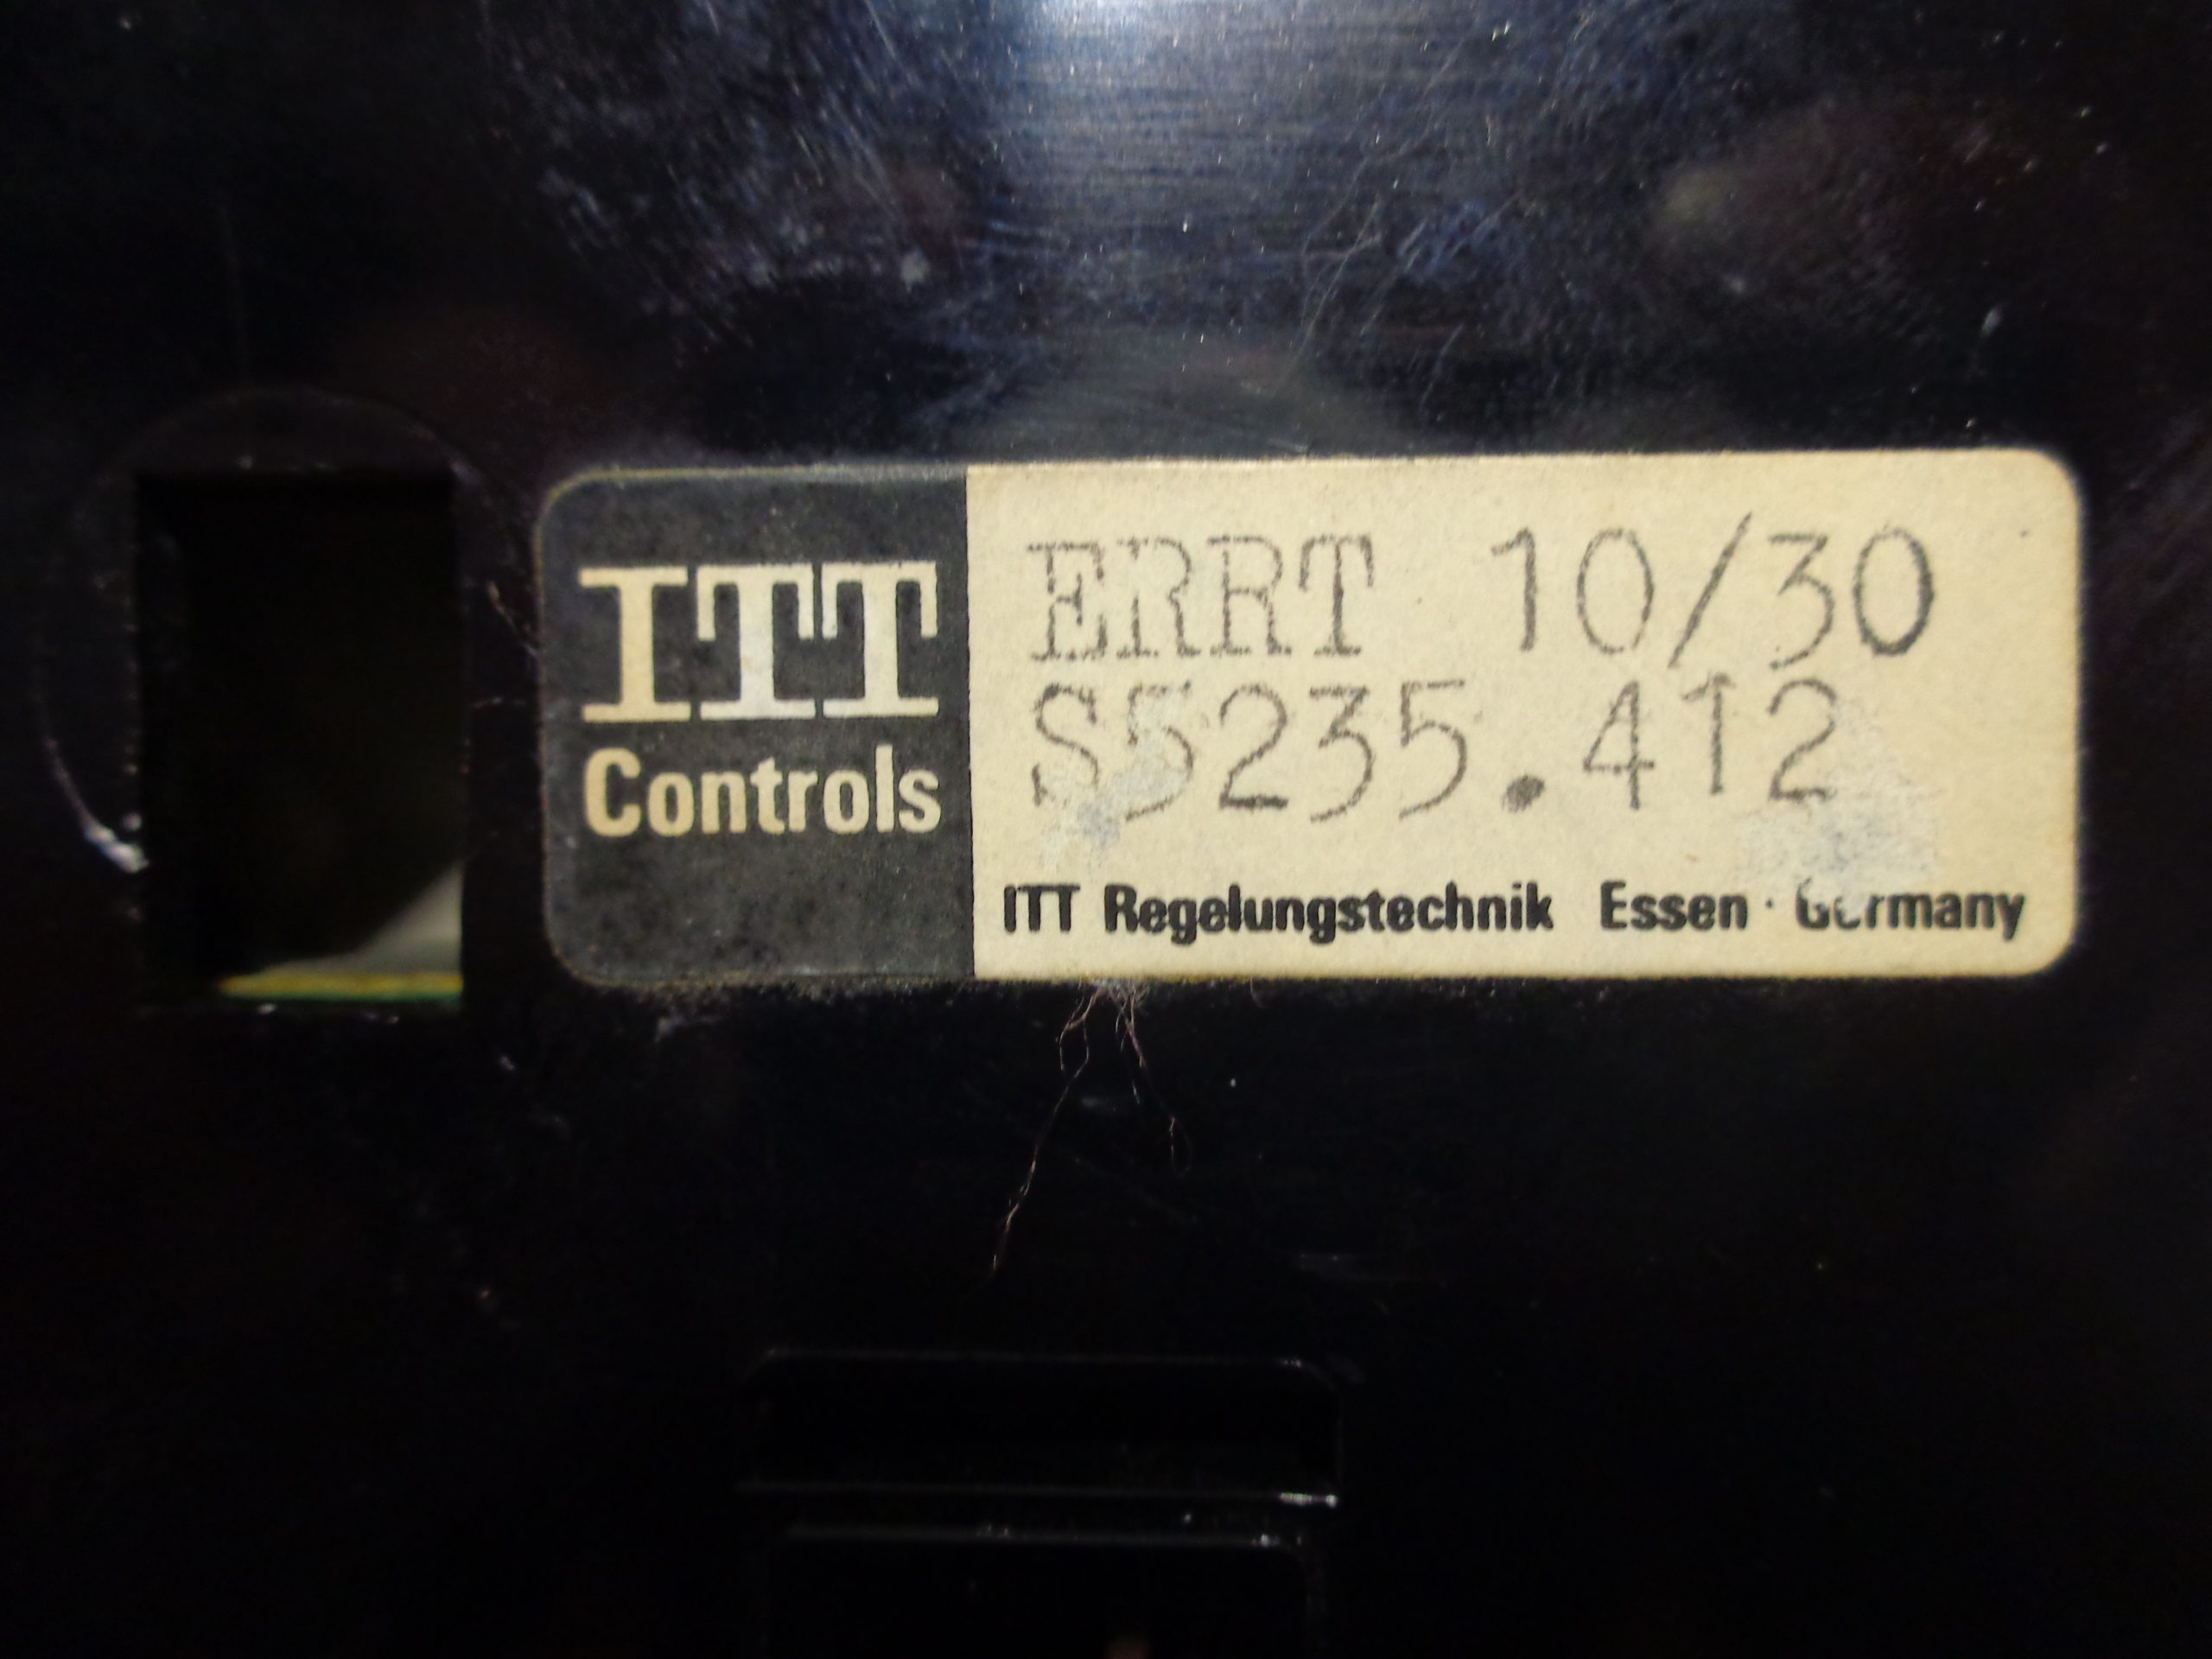 ITT
Controls
ERRT 10/30
S5235.412
ITT Regelungstechnik Essen · Germany